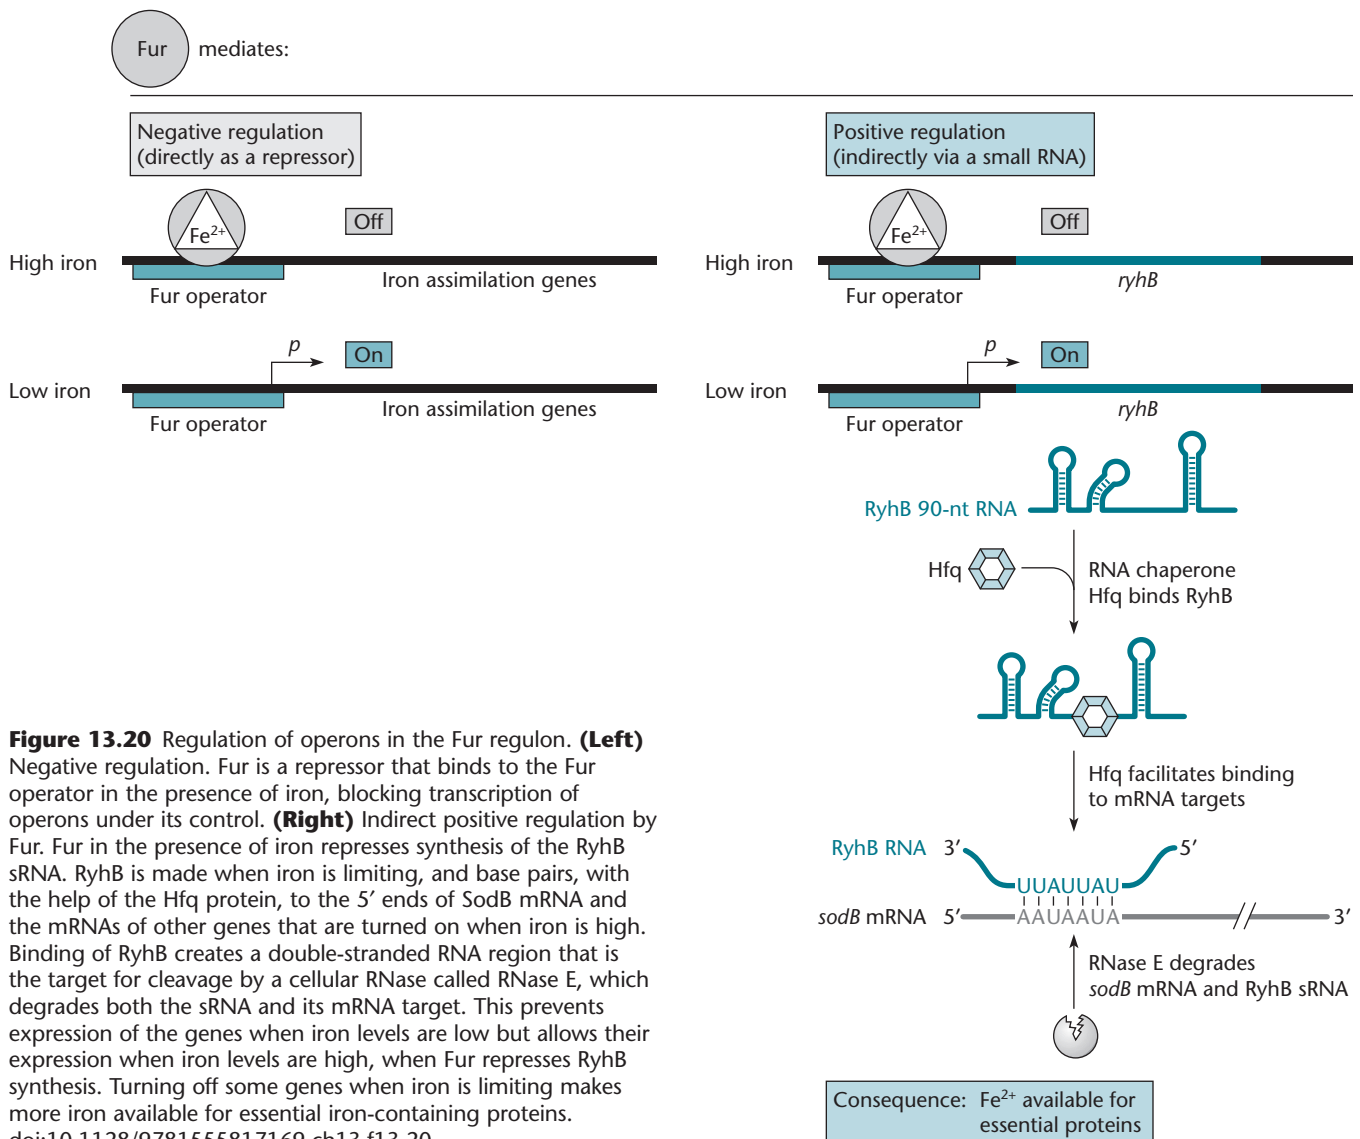 Fur mediates:
Negative regulation
(directly as a repressor)
Fe²⁺
Off
High iron
Fur operator
Iron assimilation genes
p
On
Low iron
Fur operator
Iron assimilation genes
Positive regulation
(indirectly via a small RNA)
Fe²⁺
Off
High iron
Fur operator
ryhB
p
On
Low iron
Fur operator
ryhB
RyhB 90-nt RNA
Hfq
RNA chaperone
Hfq binds RyhB
Hfq facilitates binding
to mRNA targets
RyhB RNA 3′ 5′
UUAUUAU
sodB mRNA 5′ AAUAAUA 3′
RNase E degrades
sodB mRNA and RyhB sRNA
Consequence: Fe²⁺ available for
essential proteins
Figure 13.20 Regulation of operons in the Fur regulon. (Left)
Negative regulation. Fur is a repressor that binds to the Fur
operator in the presence of iron, blocking transcription of
operons under its control. (Right) Indirect positive regulation by
Fur. Fur in the presence of iron represses synthesis of the RyhB
sRNA. RyhB is made when iron is limiting, and base pairs, with
the help of the Hfq protein, to the 5′ ends of SodB mRNA and
the mRNAs of other genes that are turned on when iron is high.
Binding of RyhB creates a double-stranded RNA region that is
the target for cleavage by a cellular RNase called RNase E, which
degrades both the sRNA and its mRNA target. This prevents
expression of the genes when iron levels are low but allows their
expression when iron levels are high, when Fur represses RyhB
synthesis. Turning off some genes when iron is limiting makes
more iron available for essential iron-containing proteins.
doi:10.1128/9781555817169.ch13.f13.20